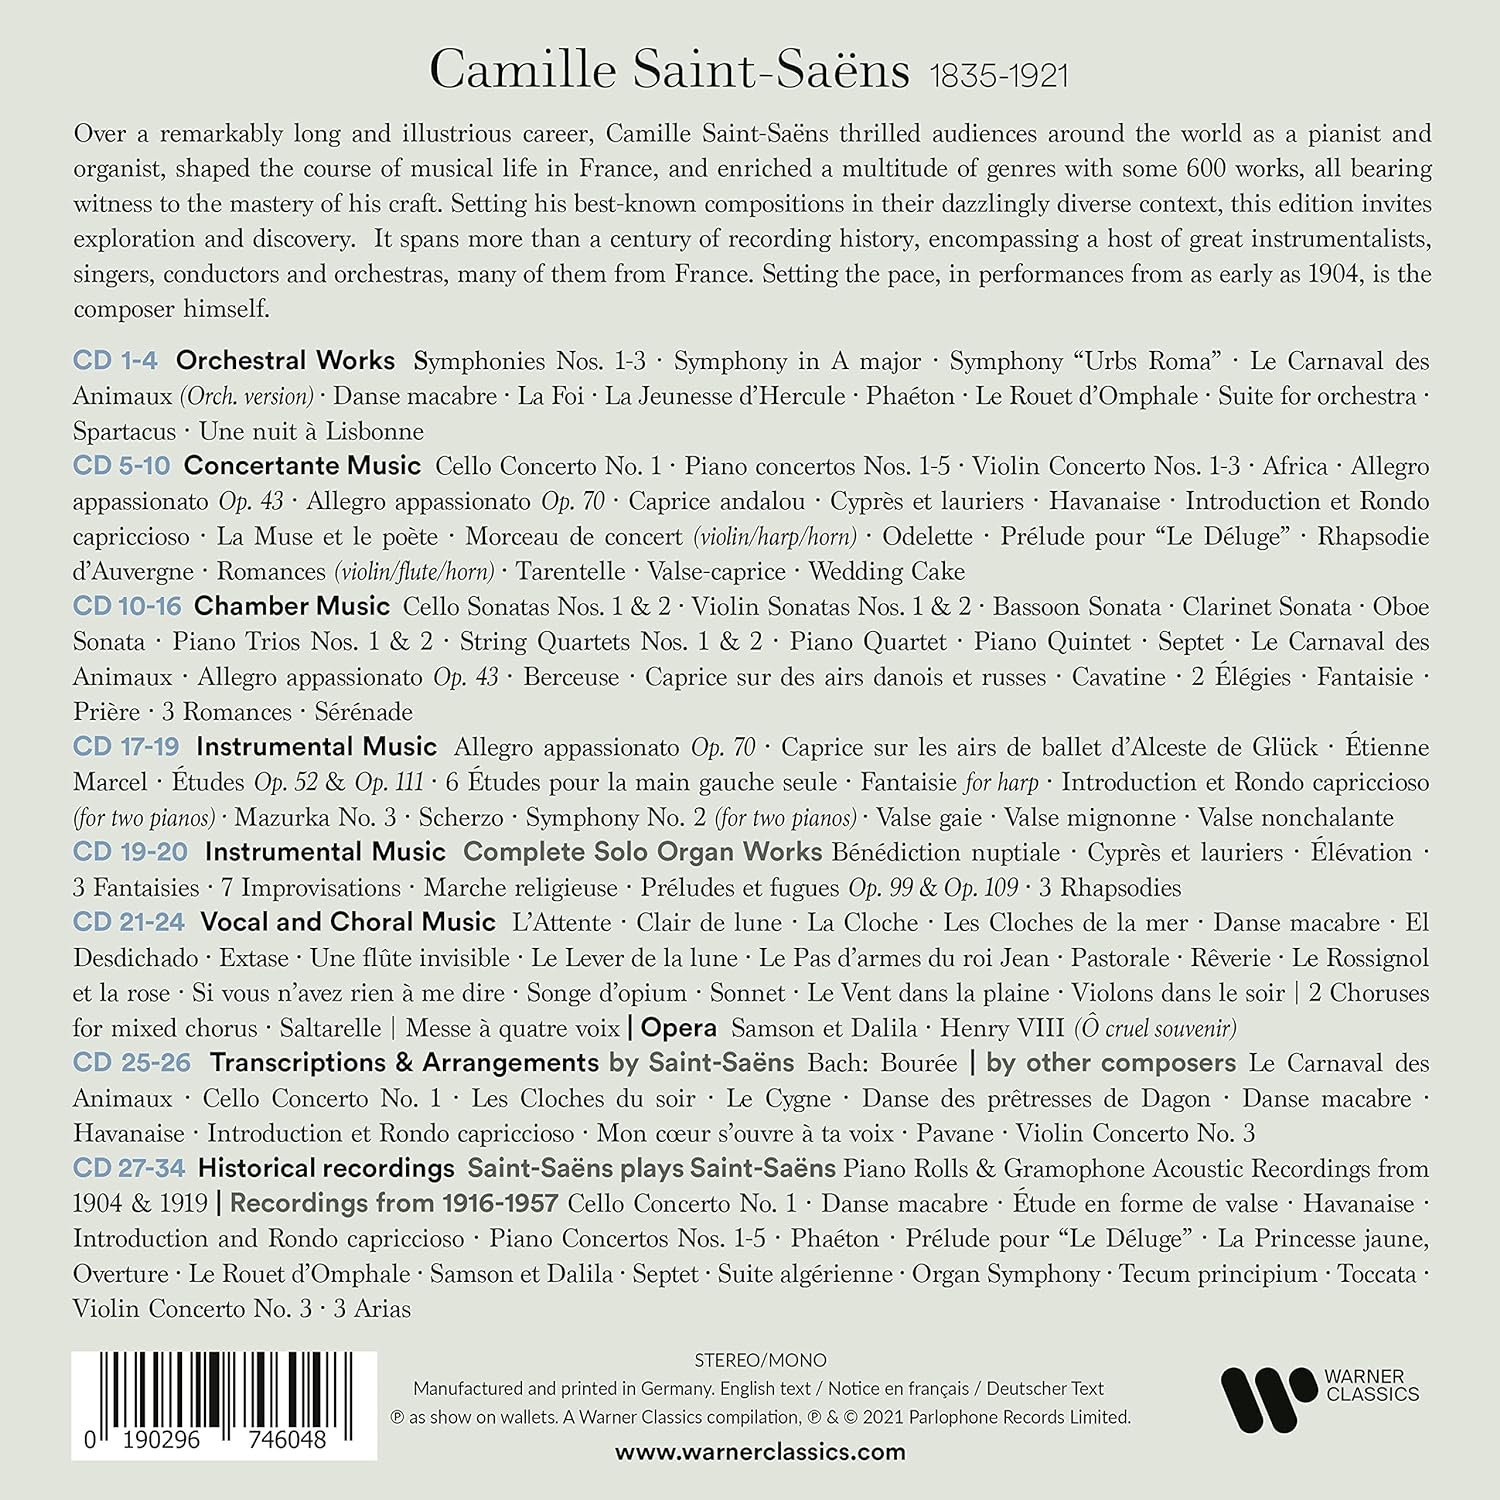 Camille Saint-Saëns 1835-1921
Over a remarkably long and illustrious career, Camille Saint-Saëns thrilled audiences around the world as a pianist and
organist, shaped the course of musical life in France, and enriched a multitude of genres with some 600 works, all bearing
witness to the mastery of his craft. Setting his best-known compositions in their dazzlingly diverse context, this edition invites
exploration and discovery.  It spans more than a century of recording history, encompassing a host of great instrumentalists,
singers, conductors and orchestras, many of them from France. Setting the pace, in performances from as early as 1904, is the
composer himself.
CD 1-4 Orchestral Works Symphonies Nos. 1-3 · Symphony in A major · Symphony “Urbs Roma” · Le Carnaval des
Animaux (Orch. version) · Danse macabre · La Foi · La Jeunesse d’Hercule · Phaéton · Le Rouet d’Omphale · Suite for orchestra ·
Spartacus · Une nuit à Lisbonne
CD 5-10 Concertante Music Cello Concerto No. 1 · Piano concertos Nos. 1-5 · Violin Concerto Nos. 1-3 · Africa · Allegro
appassionato Op. 43 · Allegro appassionato Op. 70 · Caprice andalou · Cyprès et lauriers · Havanaise · Introduction et Rondo
capriccioso · La Muse et le poète · Morceau de concert (violin/harp/horn) · Odelette · Prélude pour “Le Déluge” · Rhapsodie
d’Auvergne · Romances (violin/flute/horn) · Tarentelle · Valse-caprice · Wedding Cake
CD 10-16 Chamber Music Cello Sonatas Nos. 1 & 2 · Violin Sonatas Nos. 1 & 2 · Bassoon Sonata · Clarinet Sonata · Oboe
Sonata · Piano Trios Nos. 1 & 2 · String Quartets Nos. 1 & 2 · Piano Quartet · Piano Quintet · Septet · Le Carnaval des
Animaux · Allegro appassionato Op. 43 · Berceuse · Caprice sur des airs danois et russes · Cavatine · 2 Élégies · Fantaisie ·
Prière · 3 Romances · Sérénade
CD 17-19 Instrumental Music Allegro appassionato Op. 70 · Caprice sur les airs de ballet d’Alceste de Glück · Étienne
Marcel · Études Op. 52 & Op. 111 · 6 Études pour la main gauche seule · Fantaisie for harp · Introduction et Rondo capriccioso
(for two pianos) · Mazurka No. 3 · Scherzo · Symphony No. 2 (for two pianos) · Valse gaie · Valse mignonne · Valse nonchalante
CD 19-20 Instrumental Music Complete Solo Organ Works Bénédiction nuptiale · Cyprès et lauriers · Élévation ·
3 Fantaisies · 7 Improvisations · Marche religieuse · Préludes et fugues Op. 99 & Op. 109 · 3 Rhapsodies
CD 21-24 Vocal and Choral Music L’Attente · Clair de lune · La Cloche · Les Cloches de la mer · Danse macabre · El
Desdichado · Extase · Une flûte invisible · Le Lever de la lune · Le Pas d’armes du roi Jean · Pastorale · Rêverie · Le Rossignol
et la rose · Si vous n’avez rien à me dire · Songe d’opium · Sonnet · Le Vent dans la plaine · Violons dans le soir | 2 Choruses
for mixed chorus · Saltarelle | Messe à quatre voix | Opera Samson et Dalila · Henry VIII (Ô cruel souvenir)
CD 25-26 Transcriptions & Arrangements by Saint-Saëns Bach: Bourée | by other composers Le Carnaval des
Animaux · Cello Concerto No. 1 · Les Cloches du soir · Le Cygne · Danse des prêtresses de Dagon · Danse macabre ·
Havanaise · Introduction et Rondo capriccioso · Mon cœur s’ouvre à ta voix · Pavane · Violin Concerto No. 3
CD 27-34 Historical recordings Saint-Saëns plays Saint-Saëns Piano Rolls & Gramophone Acoustic Recordings from
1904 & 1919 | Recordings from 1916-1957 Cello Concerto No. 1 · Danse macabre · Étude en forme de valse · Havanaise ·
Introduction and Rondo capriccioso · Piano Concertos Nos. 1-5 · Phaéton · Prélude pour “Le Déluge” · La Princesse jaune,
Overture · Le Rouet d’Omphale · Samson et Dalila · Septet · Suite algérienne · Organ Symphony · Tecum principium · Toccata ·
Violin Concerto No. 3 · 3 Arias
STEREO/MONO
Manufactured and printed in Germany. English text / Notice en français / Deutscher Text
℗ as show on wallets. A Warner Classics compilation, ℗ & © 2021 Parlophone Records Limited.
www.warnerclassics.com
0 190296 746048
WARNER
CLASSICS